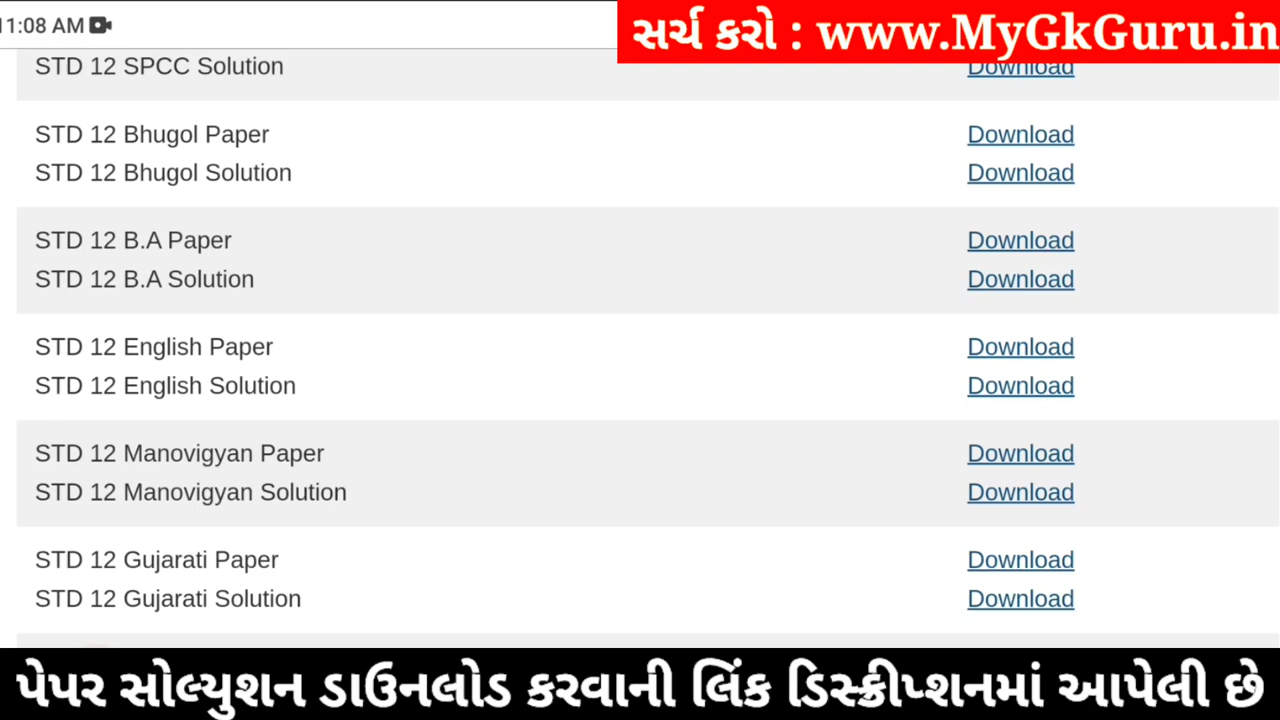 11:08 AM
સર્ચ કરો : www.MyGkGuru.in
STD 12 SPCC Solution Download
STD 12 Bhugol Paper Download
STD 12 Bhugol Solution Download
STD 12 B.A Paper Download
STD 12 B.A Solution Download
STD 12 English Paper Download
STD 12 English Solution Download
STD 12 Manovigyan Paper Download
STD 12 Manovigyan Solution Download
STD 12 Gujarati Paper Download
STD 12 Gujarati Solution Download
પેપર સોલ્યુશન ડાઉનલોડ કરવાની લિંક ડિસ્ક્રીપ્શનમાં આપેલી છે